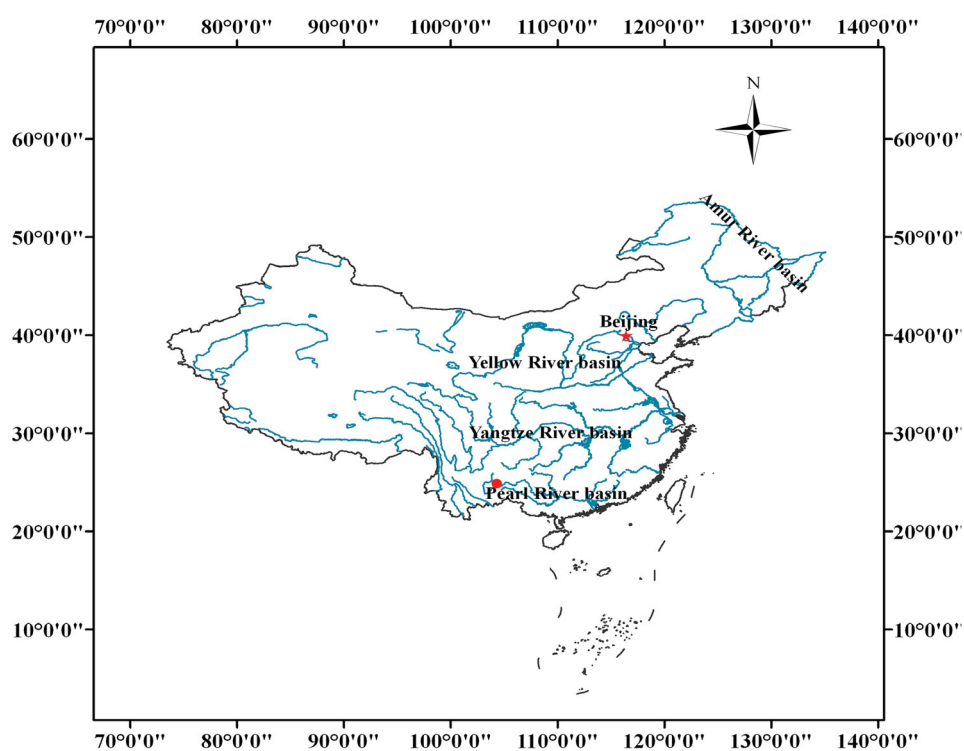 70°0'0'' 80°0'0'' 90°0'0'' 100°0'0'' 110°0'0'' 120°0'0'' 130°0'0'' 140°0'0''
N
60°0'0'' 60°0'0''
Amur River basin
50°0'0'' 50°0'0''
Beijing
40°0'0'' 40°0'0''
Yellow River basin
Yangtze River basin
30°0'0'' 30°0'0''
Pearl River basin
20°0'0'' 20°0'0''
10°0'0'' 10°0'0''
70°0'0'' 80°0'0'' 90°0'0'' 100°0'0'' 110°0'0'' 120°0'0'' 130°0'0'' 140°0'0''